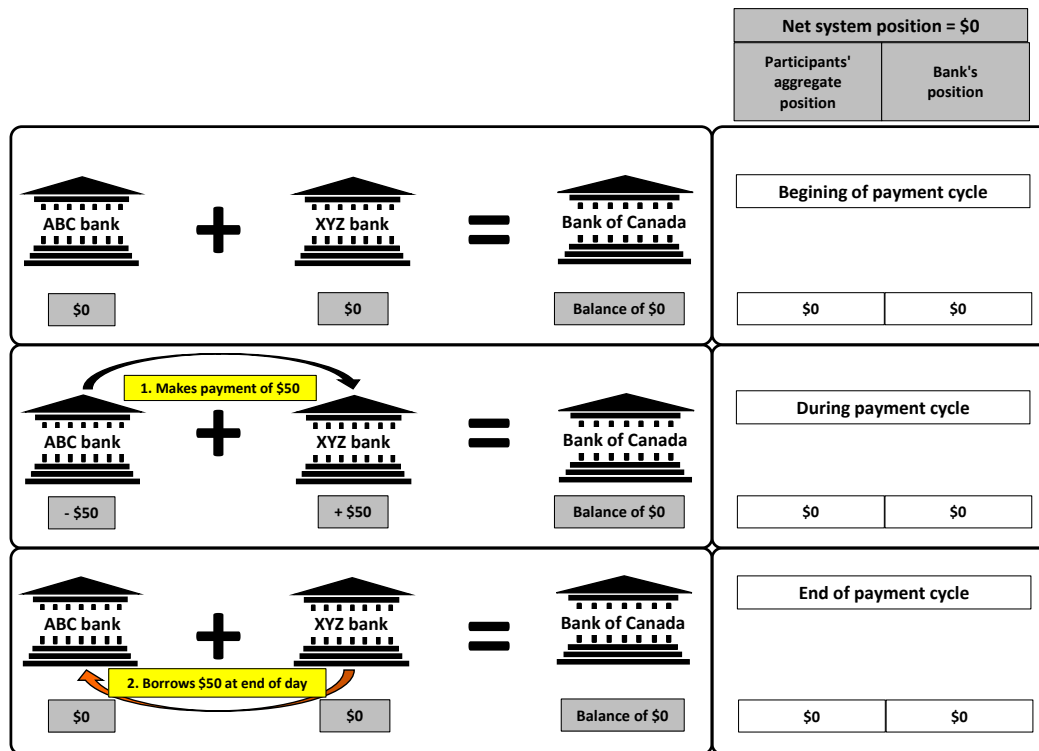 Net system position = $0
Participants'
aggregate
position
Bank's
position
ABC bank
XYZ bank
Bank of Canada
Begining of payment cycle
$0
$0
Balance of $0
$0
$0
1. Makes payment of $50
ABC bank
XYZ bank
Bank of Canada
During payment cycle
- $50
+ $50
Balance of $0
$0
$0
ABC bank
XYZ bank
Bank of Canada
End of payment cycle
2. Borrows $50 at end of day
$0
$0
Balance of $0
$0
$0